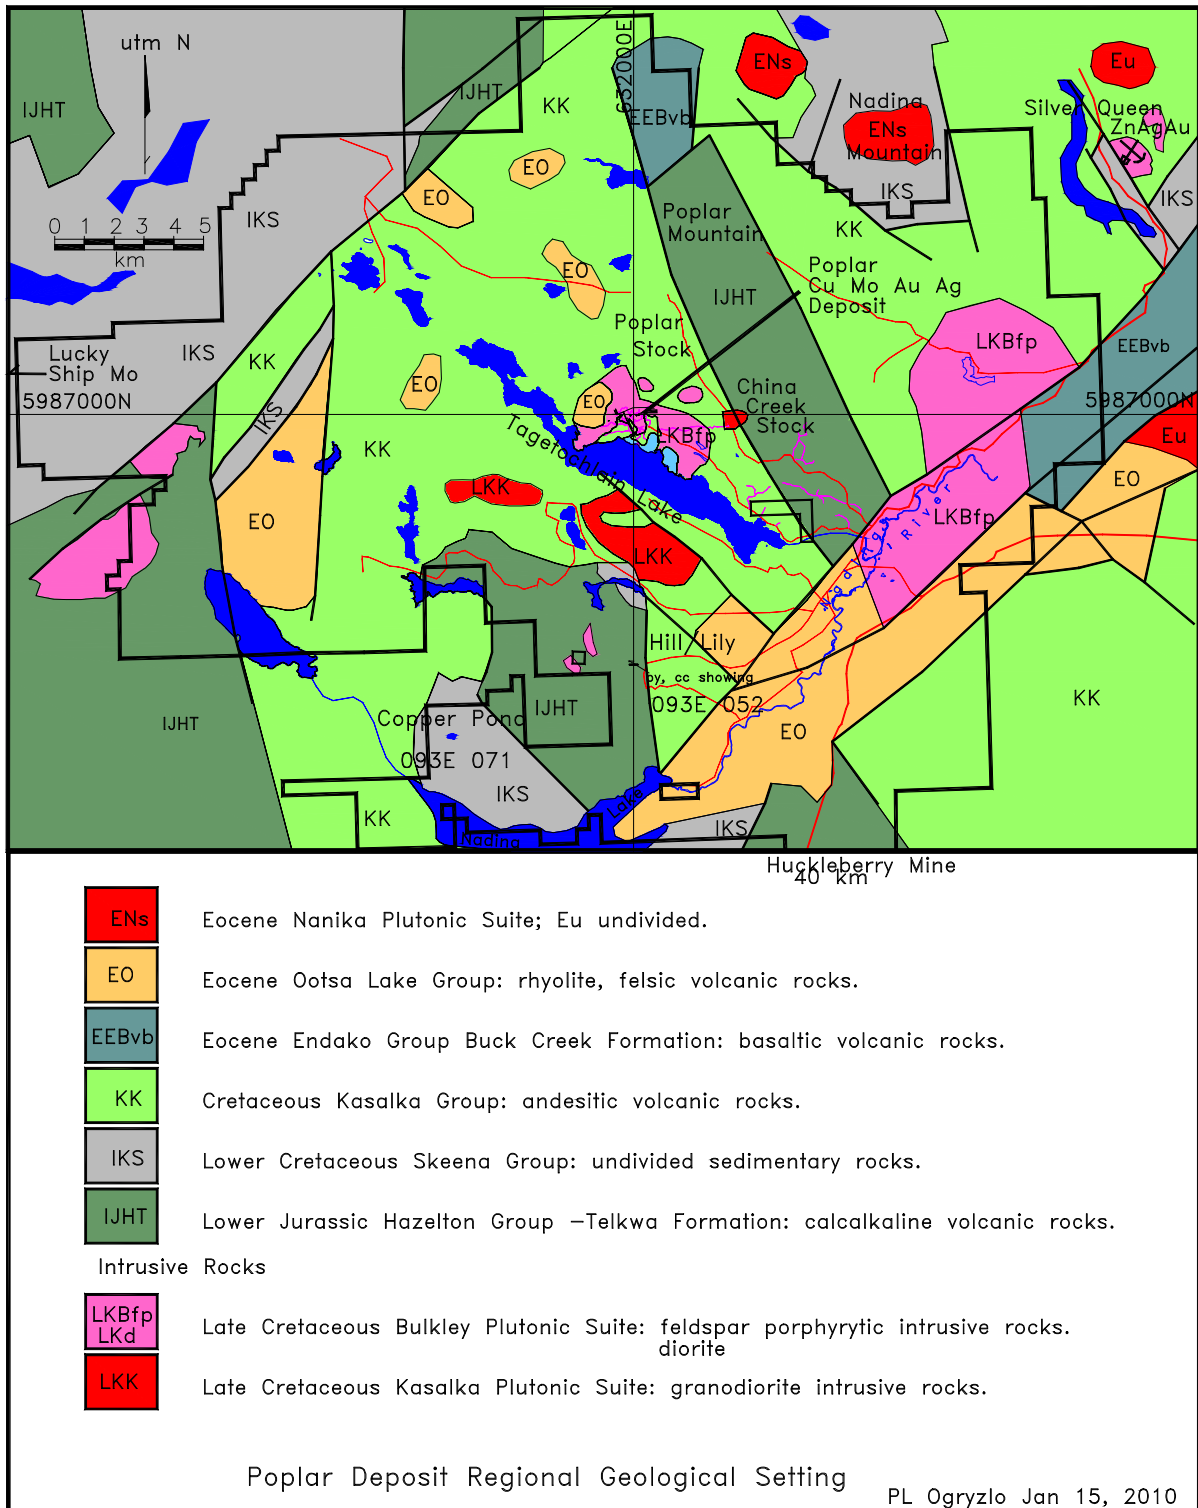 utm N
0 1 2 3 4 5
km
IJHT
IJHT
KK
632000E
EEBvb
ENs
Eu
Nadina
ENs
Mountain
IKS
Silver Queen
ZnAgAu
IKS
IKS
EO
EO
EO
Poplar
Mountain
KK
Poplar
Cu Mo Au Ag
Deposit
IJHT
Poplar
Stock
LKBfp
EEBvb
Lucky
Ship Mo
IKS
KK
5987000N
5987000N
IKS
EO
EO
China
Creek
Stock
LKBfp
Eu
KK
Tagetochlain Lake
EO
LKK
EO
LKBfp
Nadina River
LKK
Hill/Lily
py, cc showing
093E 052
KK
IJHT
IJHT
Copper Pond
093E 071
EO
IKS
Lake
KK
Nadina
IKS
Huckleberry Mine
40 km
ENs Eocene Nanika Plutonic Suite; Eu undivided.
EO Eocene Ootsa Lake Group: rhyolite, felsic volcanic rocks.
EEBvb Eocene Endako Group Buck Creek Formation: basaltic volcanic rocks.
KK Cretaceous Kasalka Group: andesitic volcanic rocks.
IKS Lower Cretaceous Skeena Group: undivided sedimentary rocks.
IJHT Lower Jurassic Hazelton Group –Telkwa Formation: calcalkaline volcanic rocks.
Intrusive Rocks
LKBfp
LKd
Late Cretaceous Bulkley Plutonic Suite: feldspar porphyrytic intrusive rocks.
diorite
LKK Late Cretaceous Kasalka Plutonic Suite: granodiorite intrusive rocks.
Poplar Deposit Regional Geological Setting
PL Ogryzlo Jan 15, 2010